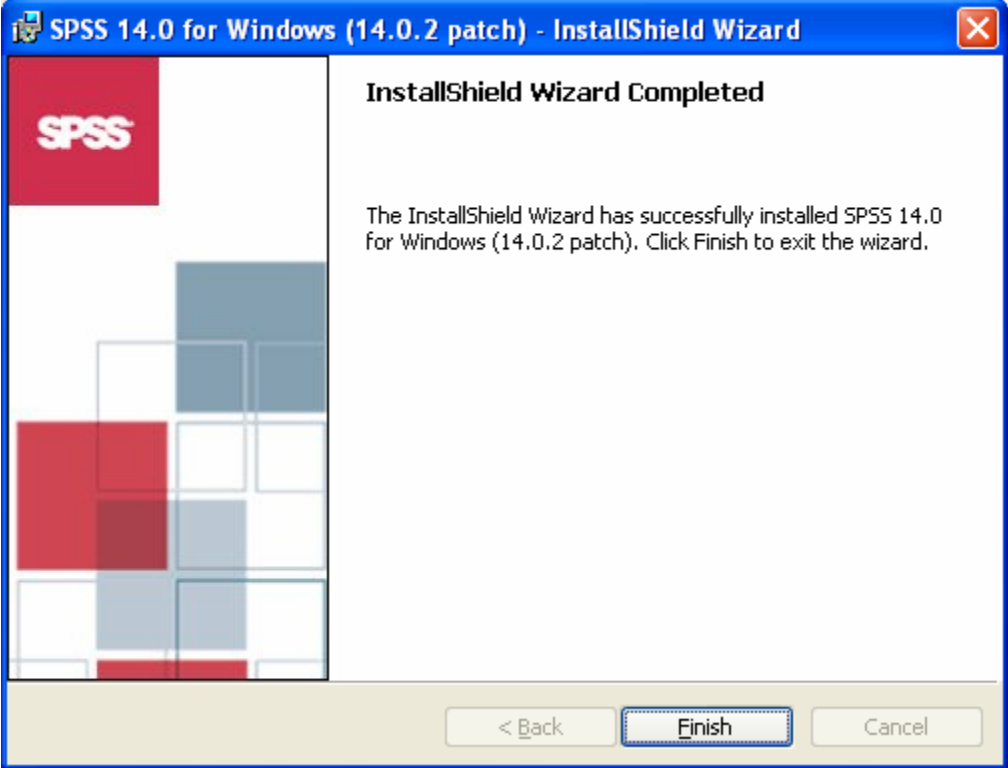 SPSS 14.0 for Windows (14.0.2 patch) - InstallShield Wizard
SPSS
InstallShield Wizard Completed
The InstallShield Wizard has successfully installed SPSS 14.0
for Windows (14.0.2 patch). Click Finish to exit the wizard.
< Back
Finish
Cancel